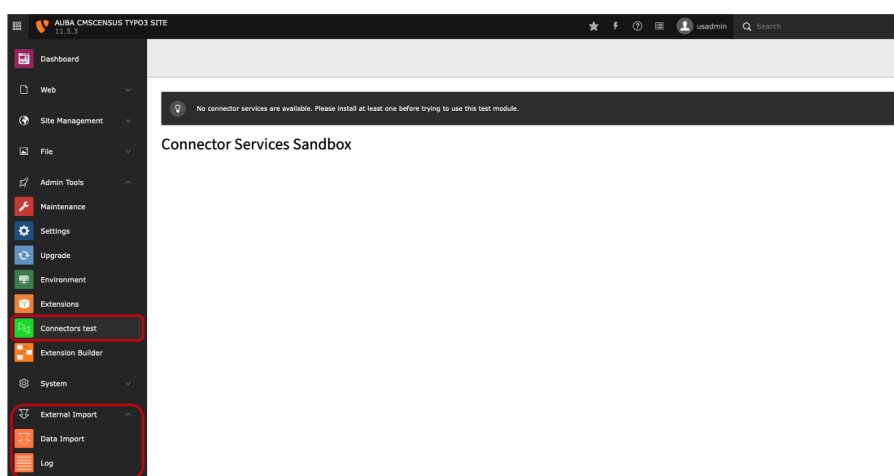 AUBA CMSCENSUS TYPO3 SITE
11.5.3
usadmin
Search
Dashboard
Web
Site Management
File
Admin Tools
Maintenance
Settings
Upgrade
Environment
Extensions
Connectors test
Extension Builder
System
External Import
Data Import
Log
No connector services are available. Please install at least one before trying to use this test module.
Connector Services Sandbox